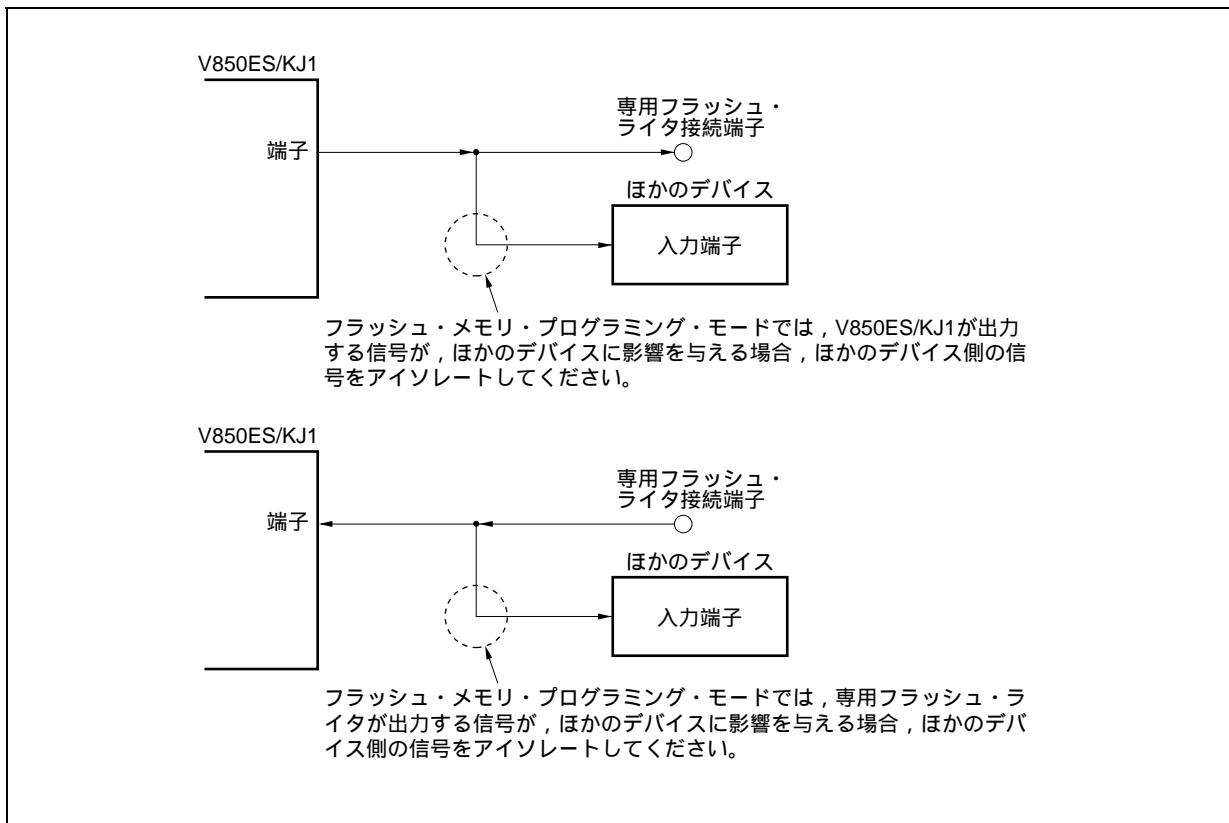 V850ES/KJ1
端子
専用フラッシュ・
ライタ接続端子
ほかのデバイス
入力端子
フラッシュ・メモリ・プログラミング・モードでは，V850ES/KJ1が出力
する信号が，ほかのデバイスに影響を与える場合，ほかのデバイス側の信
号をアイソレートしてください。
V850ES/KJ1
端子
専用フラッシュ・
ライタ接続端子
ほかのデバイス
入力端子
フラッシュ・メモリ・プログラミング・モードでは，専用フラッシュ・ラ
イタが出力する信号が，ほかのデバイスに影響を与える場合，ほかのデバ
イス側の信号をアイソレートしてください。